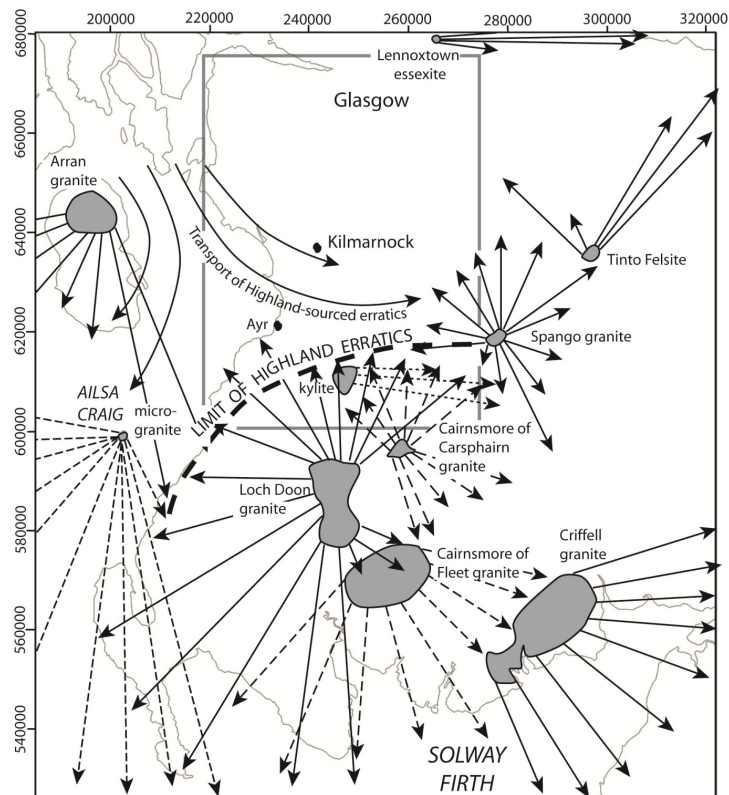 200000
220000
240000
260000
280000
300000
320000
680000
660000
640000
620000
600000
580000
560000
540000
Lennoxtown
essexite
Glasgow
Arran
granite
Kilmarnock
Transport of Highland-sourced erratics
Tinto Felsite
Ayr
Spango granite
LIMIT OF HIGHLAND ERRATICS
kylite
AILSA
CRAIG
micro-
granite
Cairnsmore of
Carsphairn
granite
Loch Doon
granite
Criffell
granite
Cairnsmore of
Fleet granite
SOLWAY
FIRTH